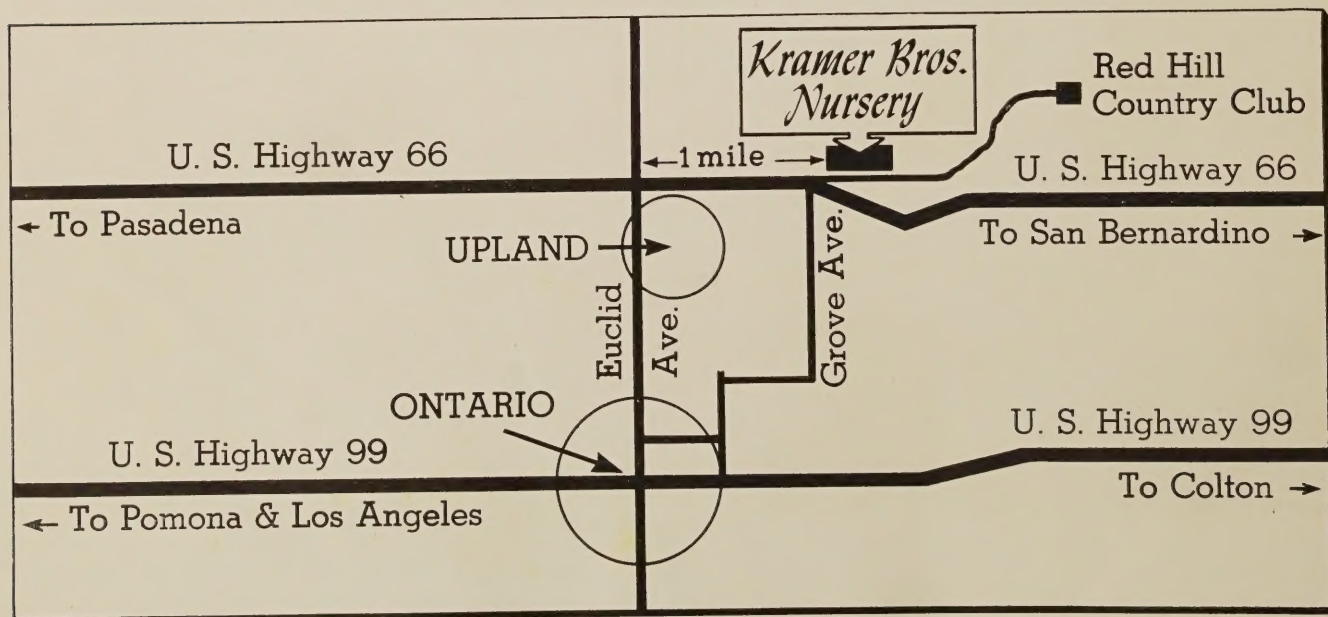 Kramer Bros.
Nursery
Red Hill
Country Club
U. S. Highway 66
←1 mile→
U. S. Highway 66
← To Pasadena
To San Bernardino →
UPLAND→
Euclid
Ave.
Grove Ave.
ONTARIO
U. S. Highway 99
U. S. Highway 99
← To Pomona & Los Angeles
To Colton →